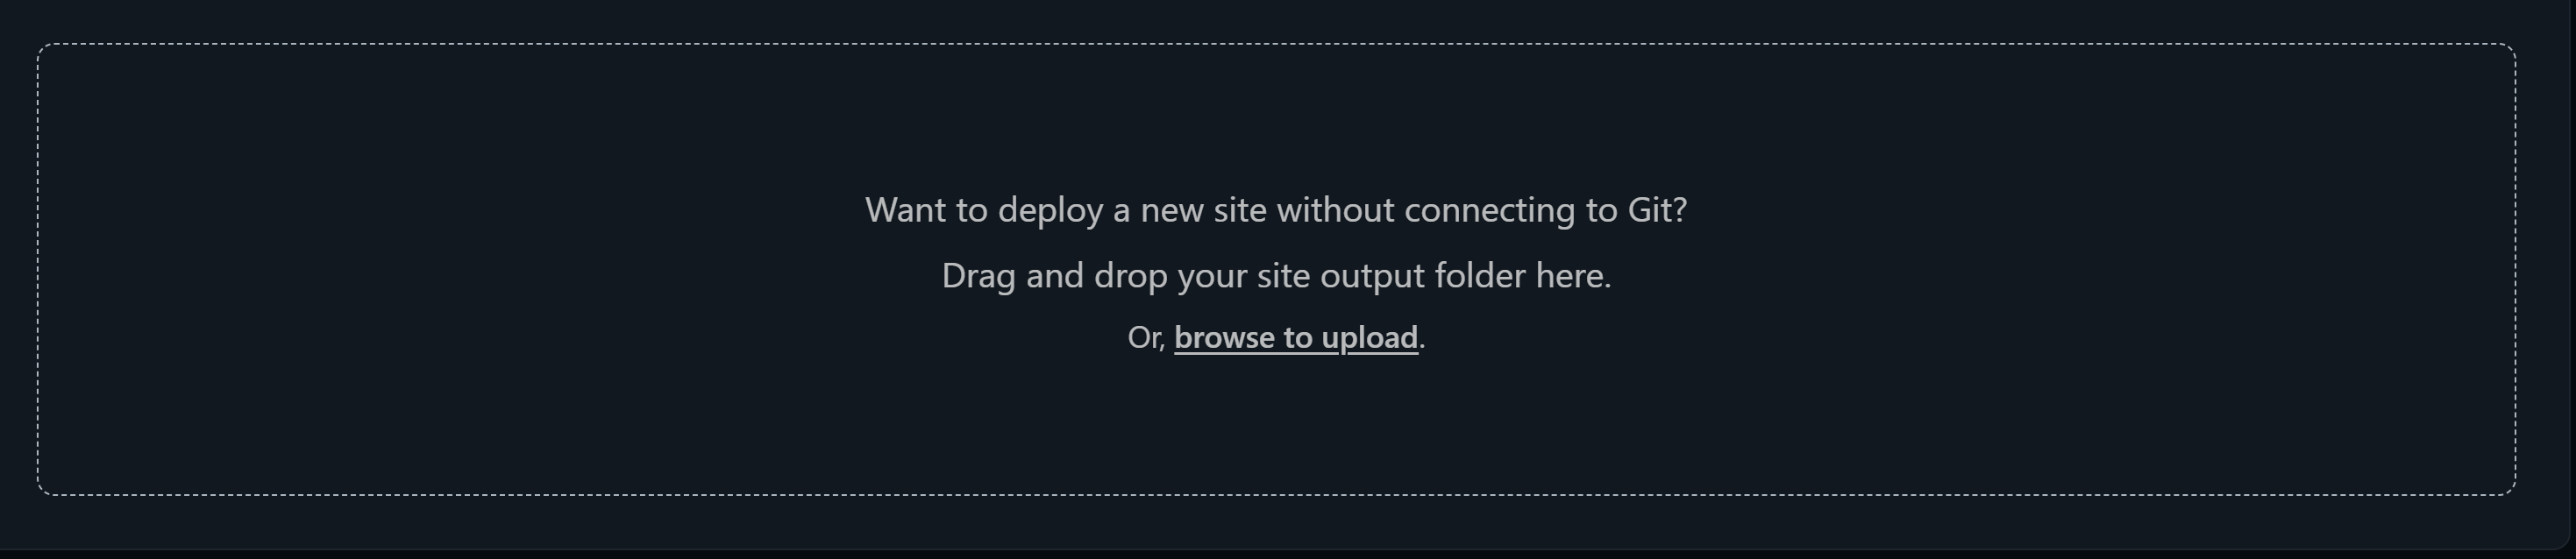 Want to deploy a new site without connecting to Git?
Drag and drop your site output folder here.
Or, browse to upload.